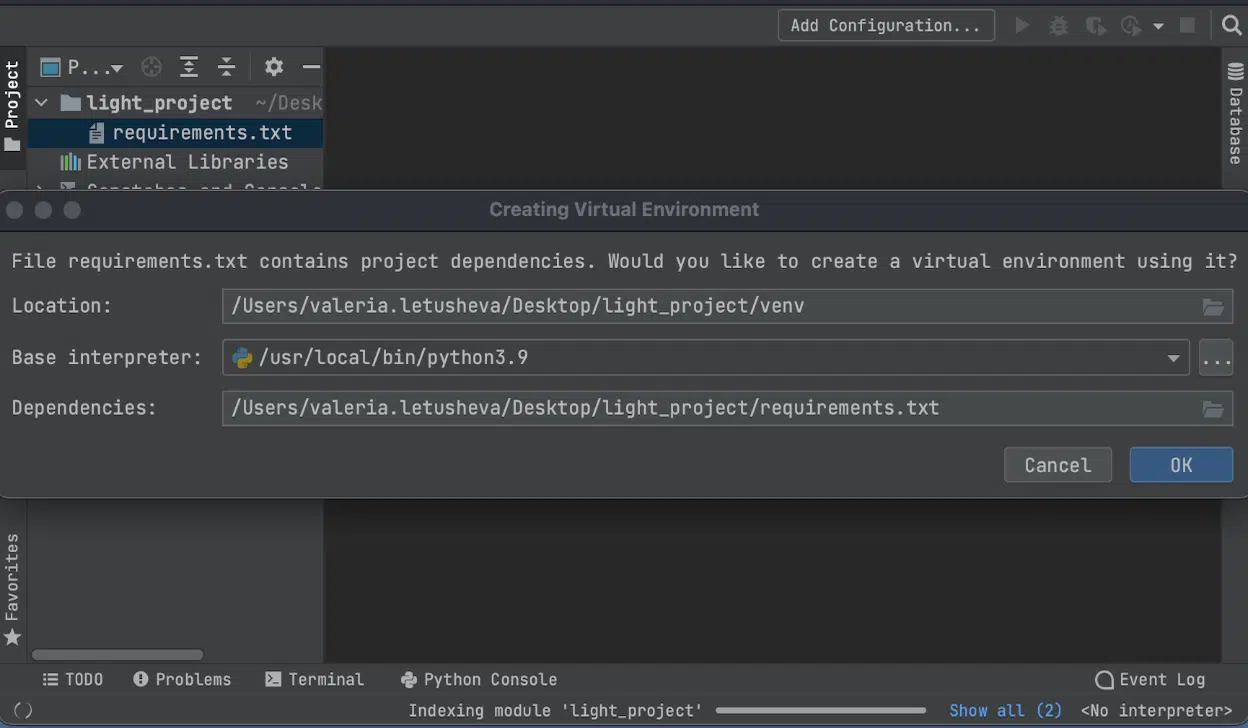 Add Configuration...
Project
P...
light_project ~/Desk
requirements.txt
External Libraries
Scratches and Console
Database
Creating Virtual Environment
File requirements.txt contains project dependencies. Would you like to create a virtual environment using it?
Location: /Users/valeria.letusheva/Desktop/light_project/venv
Base interpreter: /usr/local/bin/python3.9 ...
Dependencies: /Users/valeria.letusheva/Desktop/light_project/requirements.txt
Cancel OK
Favorites
TODO Problems Terminal Python Console Event Log
Indexing module 'light_project' Show all (2) <No interpreter>